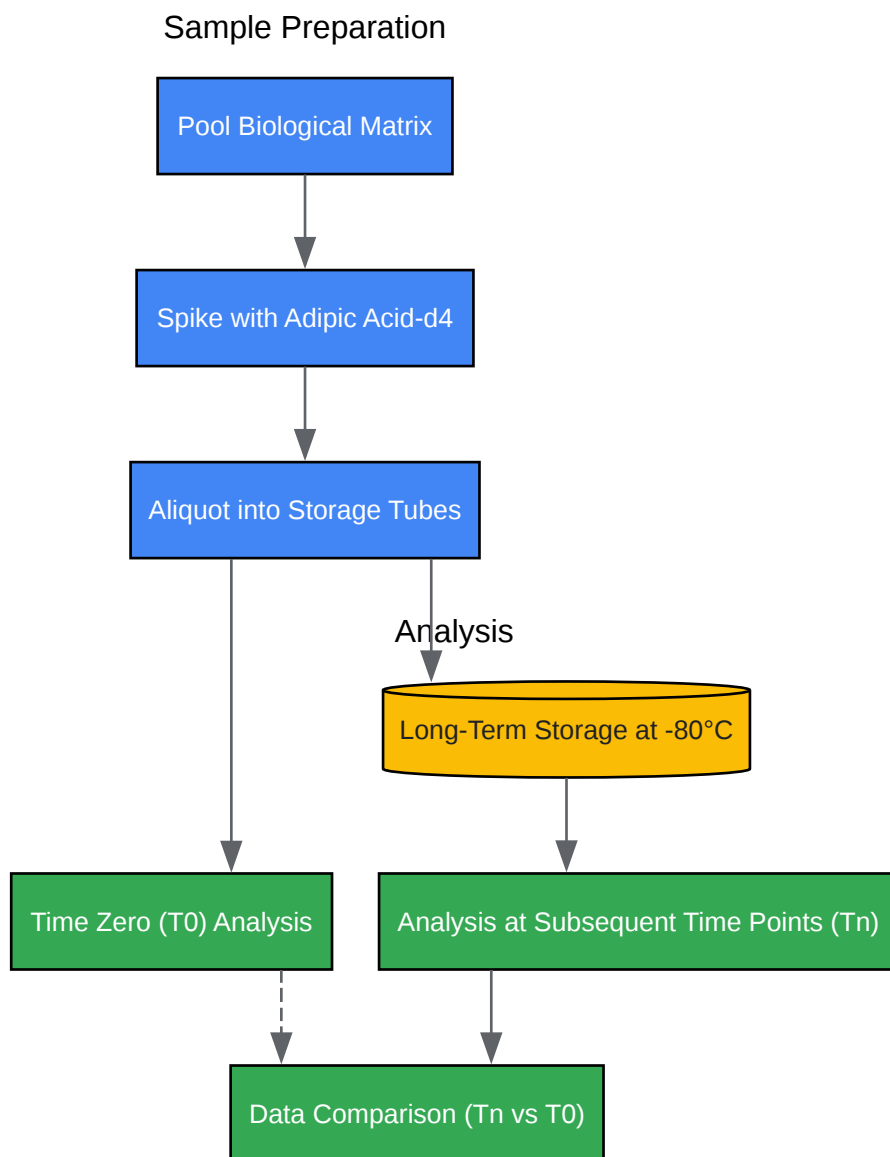 Sample Preparation
Pool Biological Matrix
Spike with Adipic Acid-d4
Aliquot into Storage Tubes
Analysis
Long-Term Storage at -80°C
Time Zero (T0) Analysis
Analysis at Subsequent Time Points (Tn)
Data Comparison (Tn vs T0)